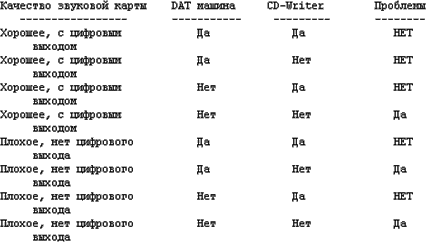 Качество звуковой карты DAT машина CD-Writer Проблемы
----------------- ----------- --------- --------
Хорошее, с цифровым Да Да НЕТ
выходом
Хорошее, с цифровым Да Нет НЕТ
выходом
Хорошее, с цифровым Нет Да НЕТ
выходом
Хорошее, с цифровым Нет Нет Да
выходом
Плохое, нет цифрового Да Да НЕТ
выхода
Плохое, нет цифрового Да Нет Да
выхода
Плохое, нет цифрового Нет Да НЕТ
выхода
Плохое, нет цифрового Нет Нет Да
выхода